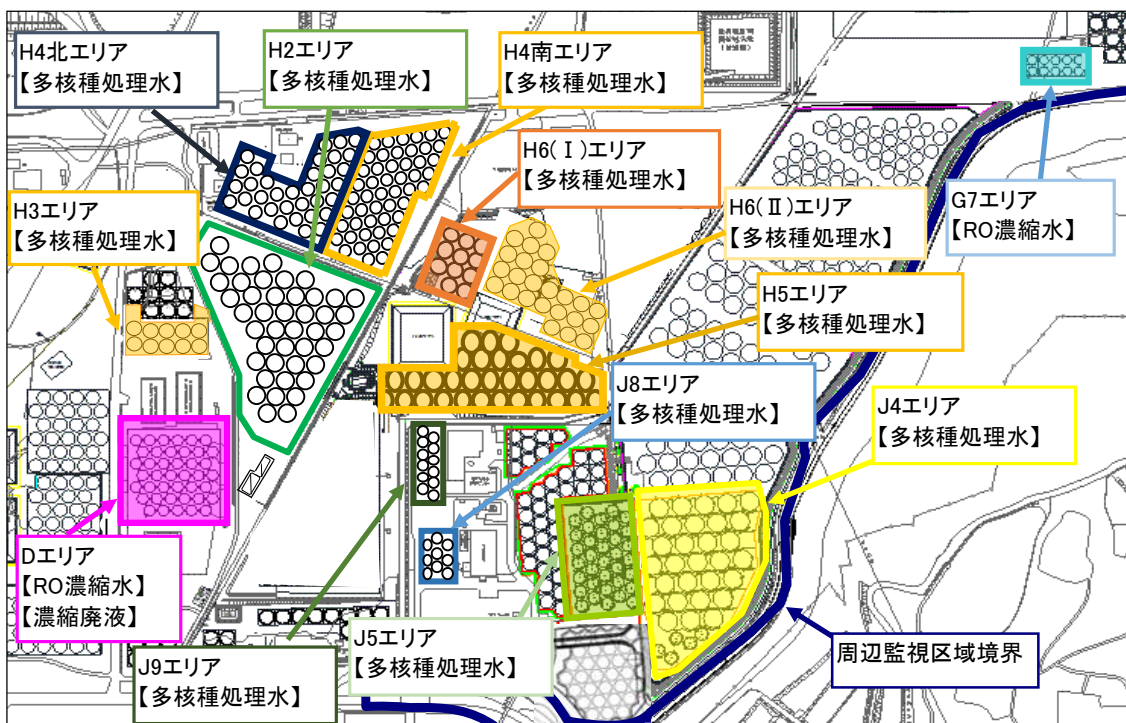 H4北エリア
【多核種処理水】
H2エリア
【多核種処理水】
H4南エリア
【多核種処理水】
H6(Ⅰ)エリア
【多核種処理水】
H3エリア
【多核種処理水】
H6(Ⅱ)エリア
【多核種処理水】
G7エリア
【RO濃縮水】
H5エリア
【多核種処理水】
J8エリア
【多核種処理水】
J4エリア
【多核種処理水】
Dエリア
【RO濃縮水】
【濃縮廃液】
J5エリア
【多核種処理水】
J9エリア
【多核種処理水】
周辺監視区域境界